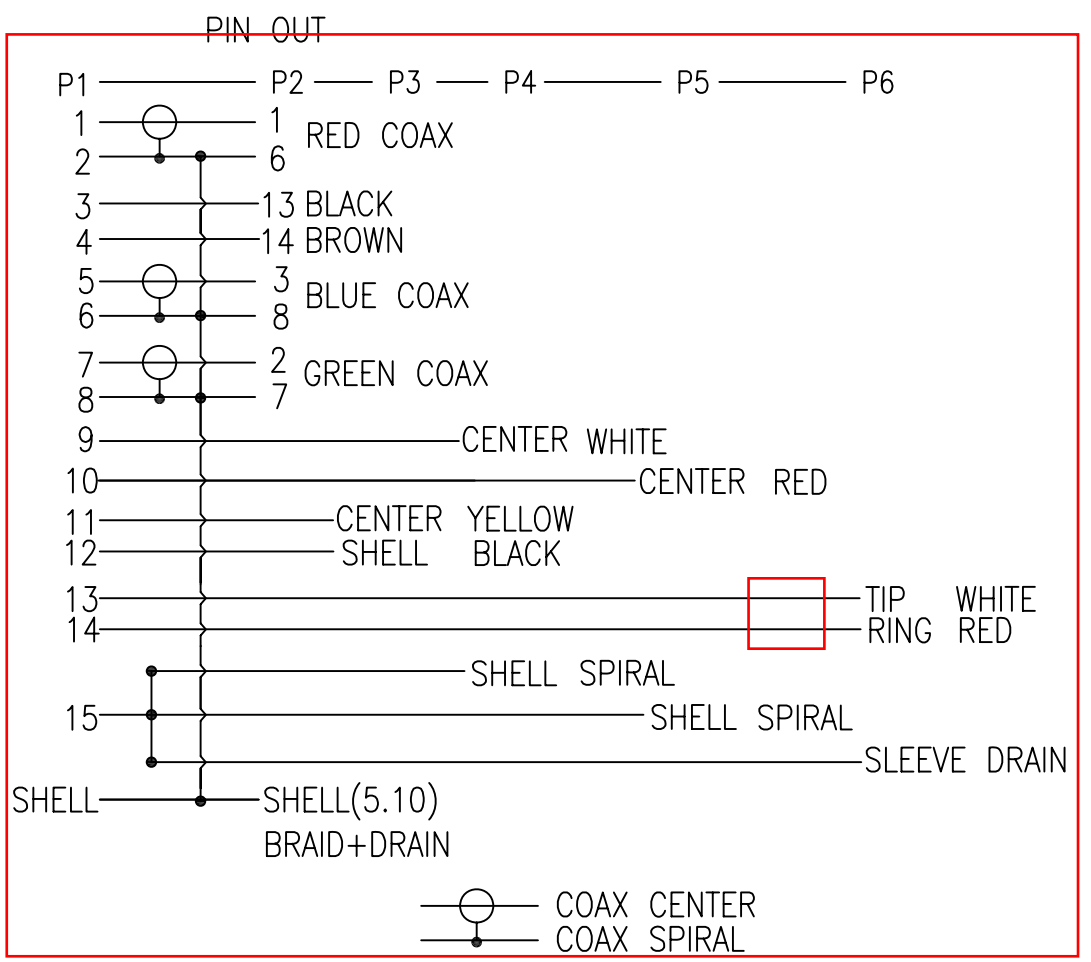 PIN OUT
P1 P2 P3 P4 P5 P6
1 1 RED COAX
2 6
3 13 BLACK
4 14 BROWN
5 3 BLUE COAX
6 8
7 2 GREEN COAX
8 7
9 CENTER WHITE
10 CENTER RED
11 CENTER YELLOW
12 SHELL BLACK
13 TIP WHITE
14 RING RED
SHELL SPIRAL
15 SHELL SPIRAL
SLEEVE DRAIN
SHELL SHELL(5.10)
BRAID+DRAIN
COAX CENTER
COAX SPIRAL